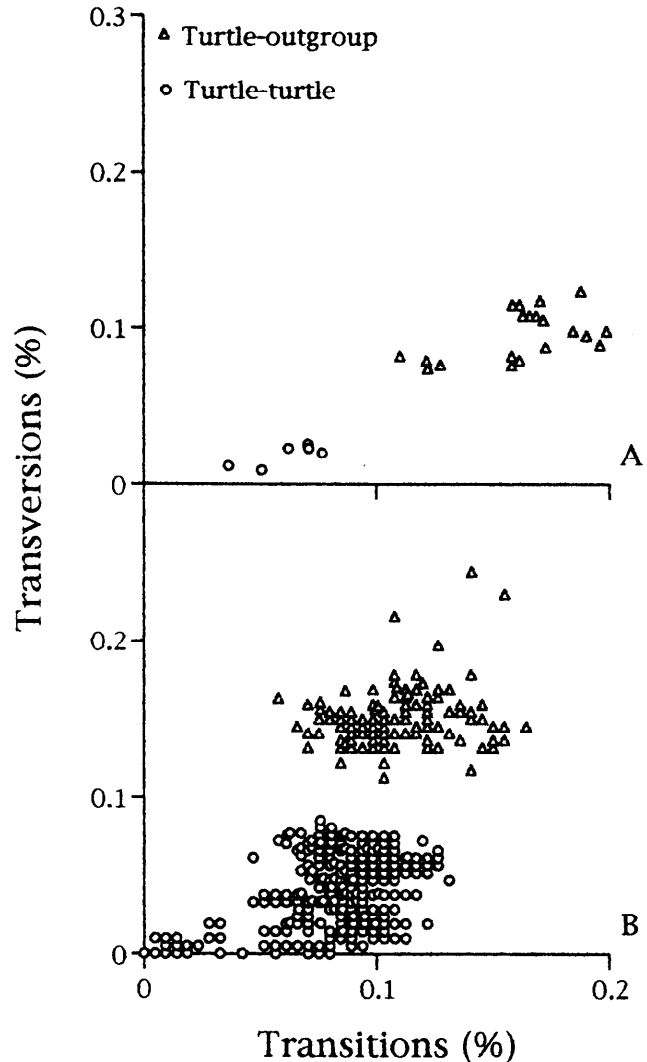 0.3
Turtle-outgroup
Turtle-turtle
0.2
0.1
A
0
Transversions (%)
0.2
0.1
B
0
0 0.1 0.2
Transitions (%)